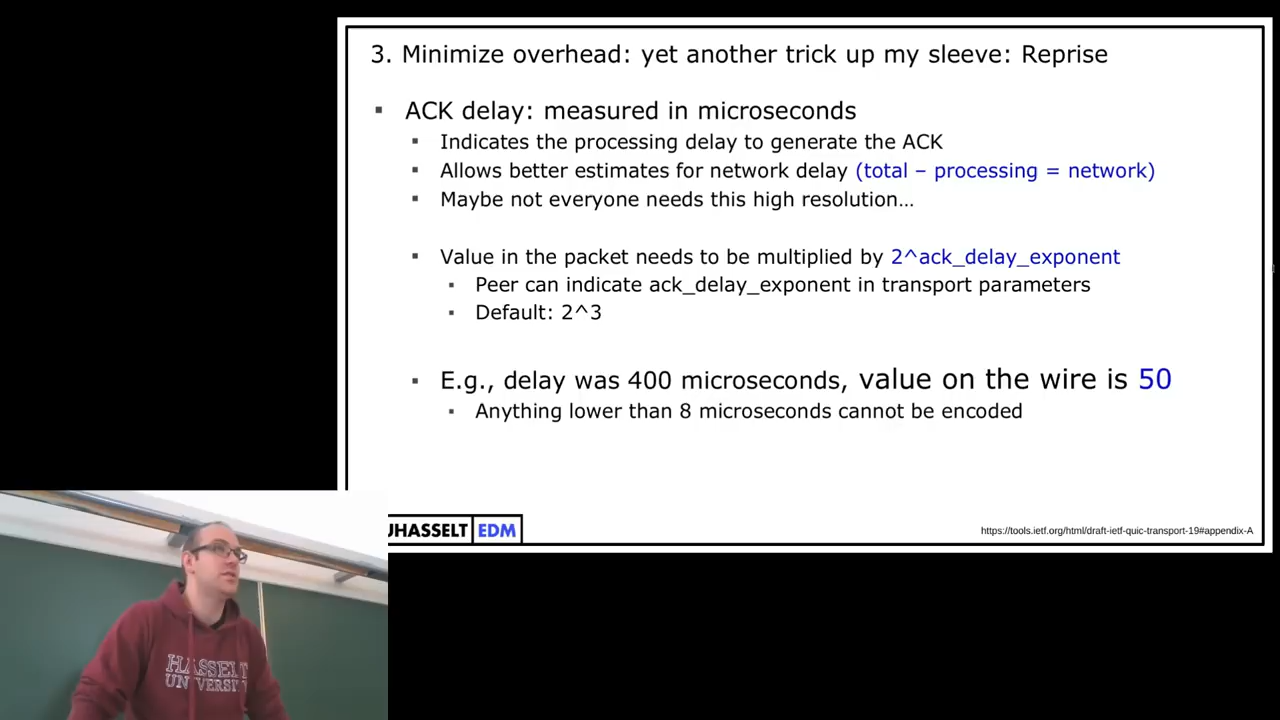 3. Minimize overhead: yet another trick up my sleeve: Reprise
▪ ACK delay: measured in microseconds
▪ Indicates the processing delay to generate the ACK
▪ Allows better estimates for network delay (total – processing = network)
▪ Maybe not everyone needs this high resolution…
▪ Value in the packet needs to be multiplied by 2^ack_delay_exponent
▪ Peer can indicate ack_delay_exponent in transport parameters
▪ Default: 2^3
▪ E.g., delay was 400 microseconds, value on the wire is 50
▪ Anything lower than 8 microseconds cannot be encoded
UHASSELT EDM
https://tools.ietf.org/html/draft-ietf-quic-transport-19#appendix-A
HASSELT
UNIVERSITY